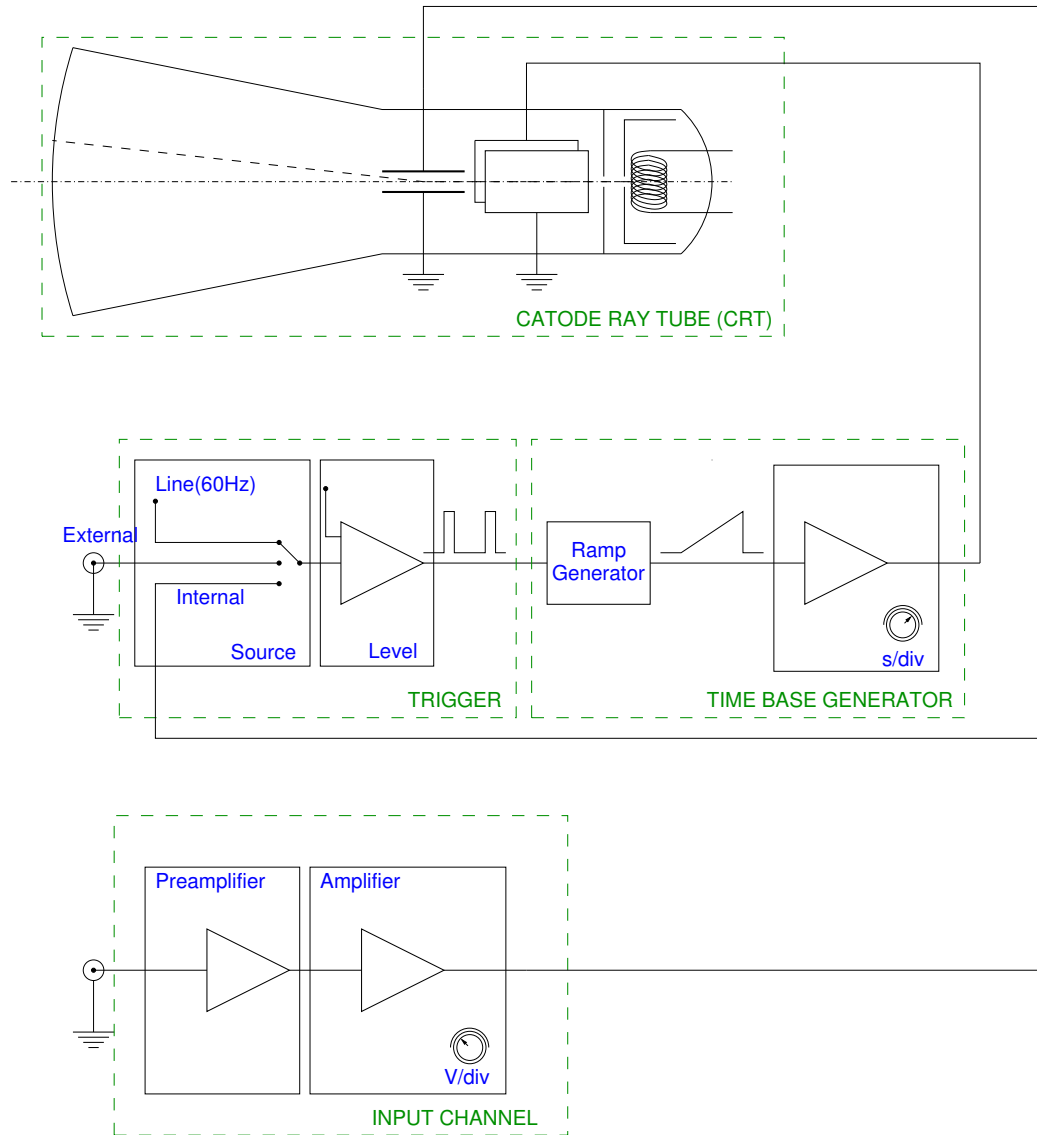 CATODE RAY TUBE (CRT)
Line(60Hz)
External
Internal
Source
Level
TRIGGER
Ramp
Generator
s/div
TIME BASE GENERATOR
Preamplifier
Amplifier
V/div
INPUT CHANNEL